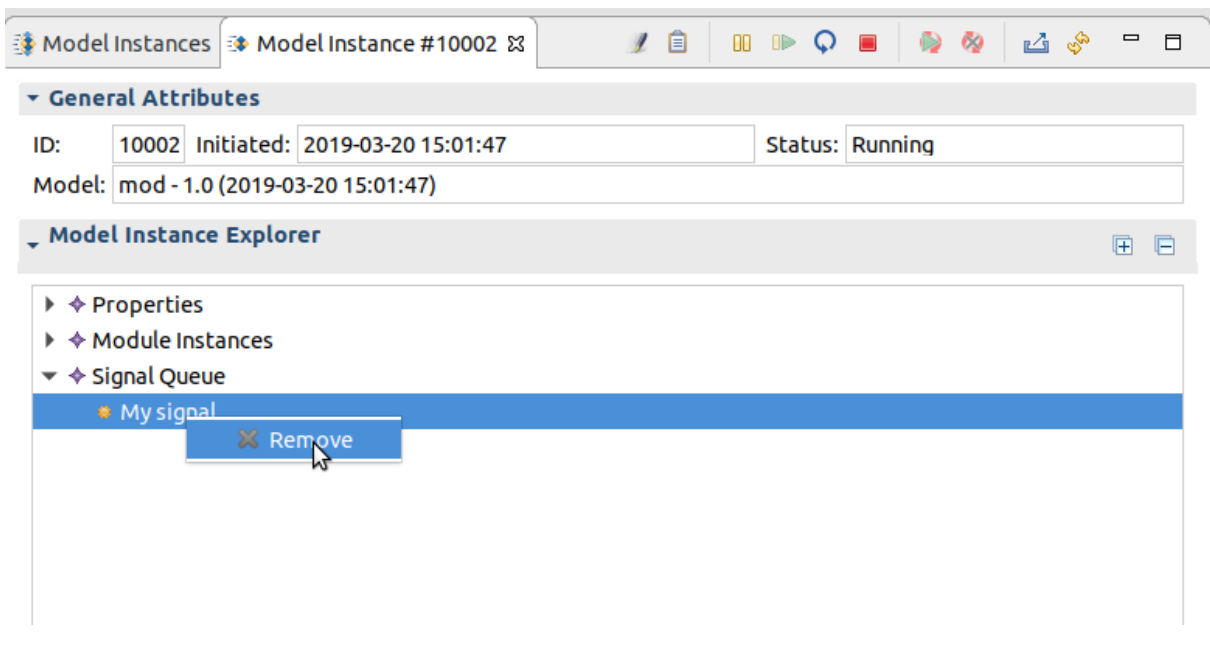 Model Instances Model Instance #10002
General Attributes
ID: 10002 Initiated: 2019-03-20 15:01:47 Status: Running
Model: mod - 1.0 (2019-03-20 15:01:47)
Model Instance Explorer
Properties
Module Instances
Signal Queue
My signal
Remove